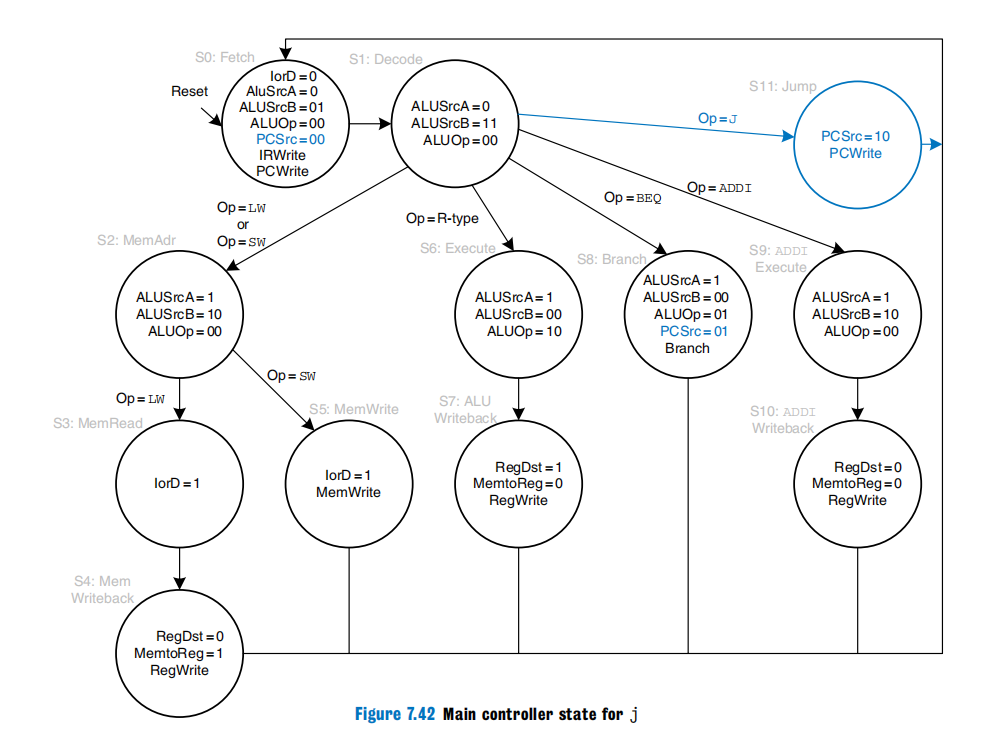 S0: Fetch
S1: Decode
S11: Jump
Reset
IorD=0
AluSrcA=0
ALUSrcB=01
ALUOp=00
PCSrc=00
IRWrite
PCWrite
ALUSrcA=0
ALUSrcB=11
ALUOp=00
Op=J
PCSrc=10
PCWrite
Op=LW
or
Op=SW
Op=R-type
Op=BEQ
Op=ADDI
S2: MemAdr
S6: Execute
S8: Branch
S9: ADDI
Execute
ALUSrcA=1
ALUSrcB=10
ALUOp=00
ALUSrcA=1
ALUSrcB=00
ALUOp=10
ALUSrcA=1
ALUSrcB=00
ALUOp=01
PCSrc=01
Branch
ALUSrcA=1
ALUSrcB=10
ALUOp=00
Op=LW
Op=SW
S3: MemRead
S5: MemWrite
S7: ALU
Writeback
S10: ADDI
Writeback
IorD=1
IorD=1
MemWrite
RegDst=1
MemtoReg=0
RegWrite
RegDst=0
MemtoReg=0
RegWrite
S4: Mem
Writeback
RegDst=0
MemtoReg=1
RegWrite
Figure 7.42 Main controller state for j